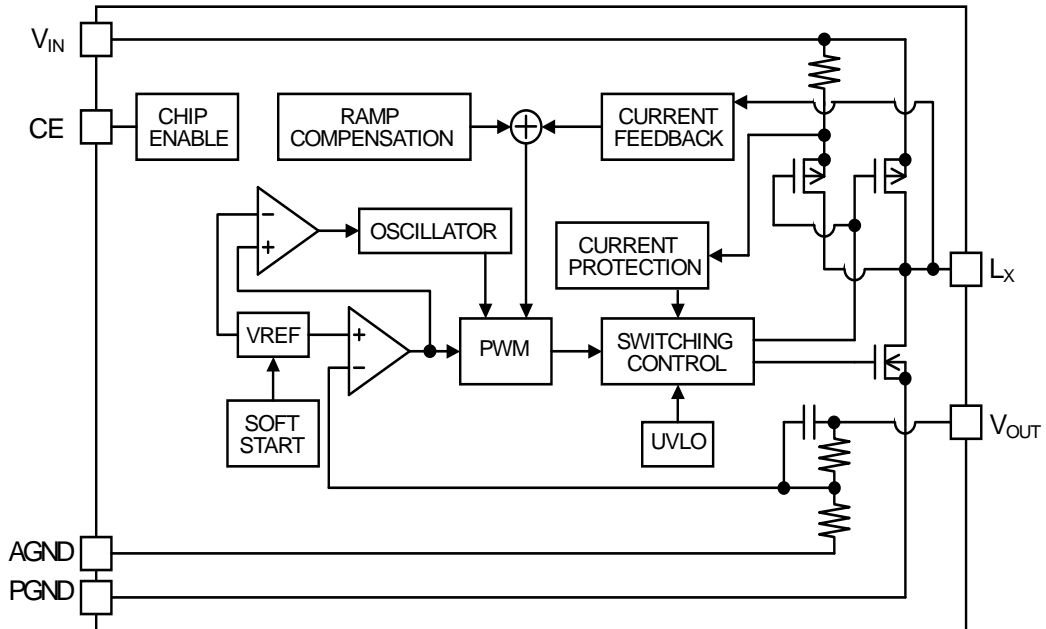 VIN
CE
CHIP
ENABLE
RAMP
COMPENSATION
CURRENT
FEEDBACK
−
+
OSCILLATOR
CURRENT
PROTECTION
LX
VREF
+
−
PWM
SWITCHING
CONTROL
SOFT
START
UVLO
VOUT
AGND
PGND